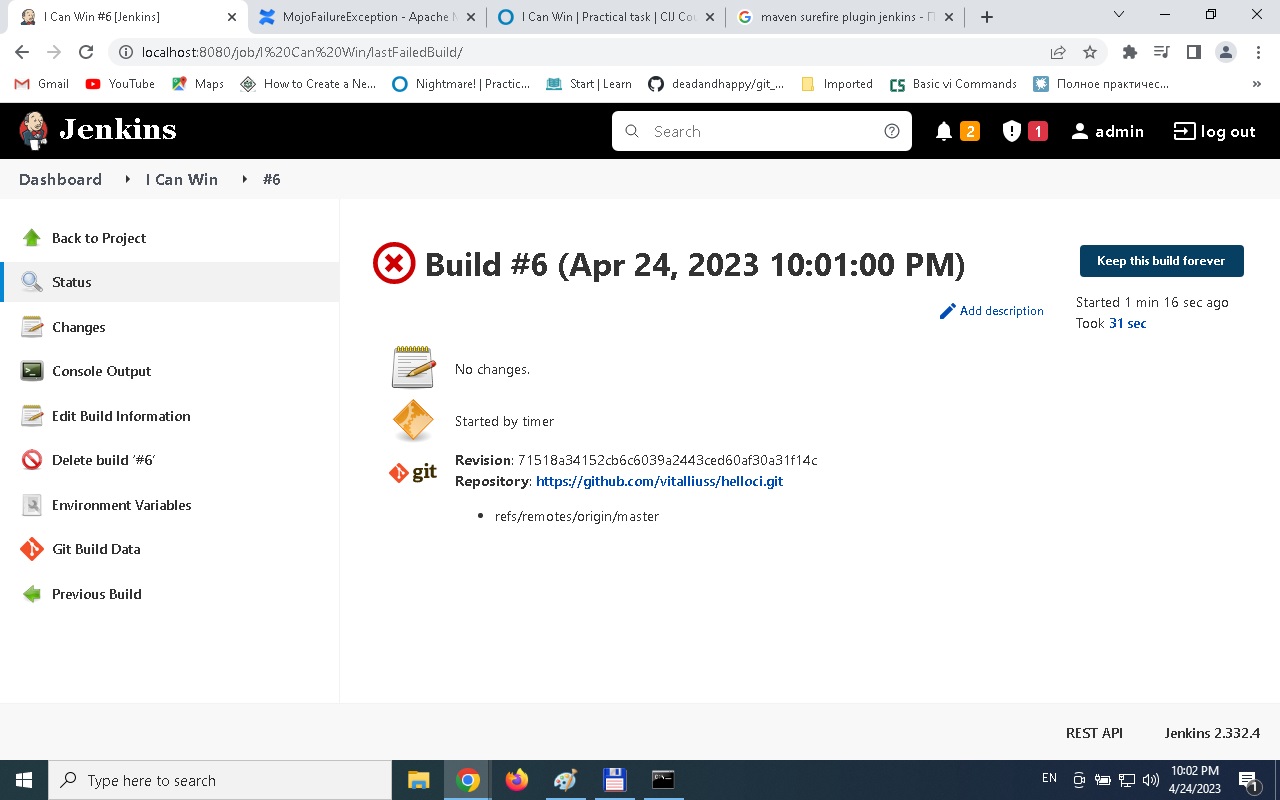 I Can Win #6 [Jenkins]
MojoFailureException - Apache M
I Can Win | Practical task | CIJ Cou
maven surefire plugin jenkins - П
localhost:8080/job/I%20Can%20Win/lastFailedBuild/
Gmail
YouTube
Maps
How to Create a Ne...
Nightmare! | Practic...
Start | Learn
deadandhappy/git_...
Imported
Basic vi Commands
Полное практичес...
Jenkins
Search
2
1
admin
log out
Dashboard
I Can Win
#6
Back to Project
Status
Changes
Console Output
Edit Build Information
Delete build ‘#6’
Environment Variables
Git Build Data
Previous Build
Build #6 (Apr 24, 2023 10:01:00 PM)
Keep this build forever
Add description
Started 1 min 16 sec ago
Took 31 sec
No changes.
Started by timer
git
Revision: 71518a34152cb6c6039a2443ced60af30a31f14c
Repository: https://github.com/vitalliuss/helloci.git
refs/remotes/origin/master
REST API
Jenkins 2.332.4
Type here to search
EN
10:02 PM
4/24/2023
1